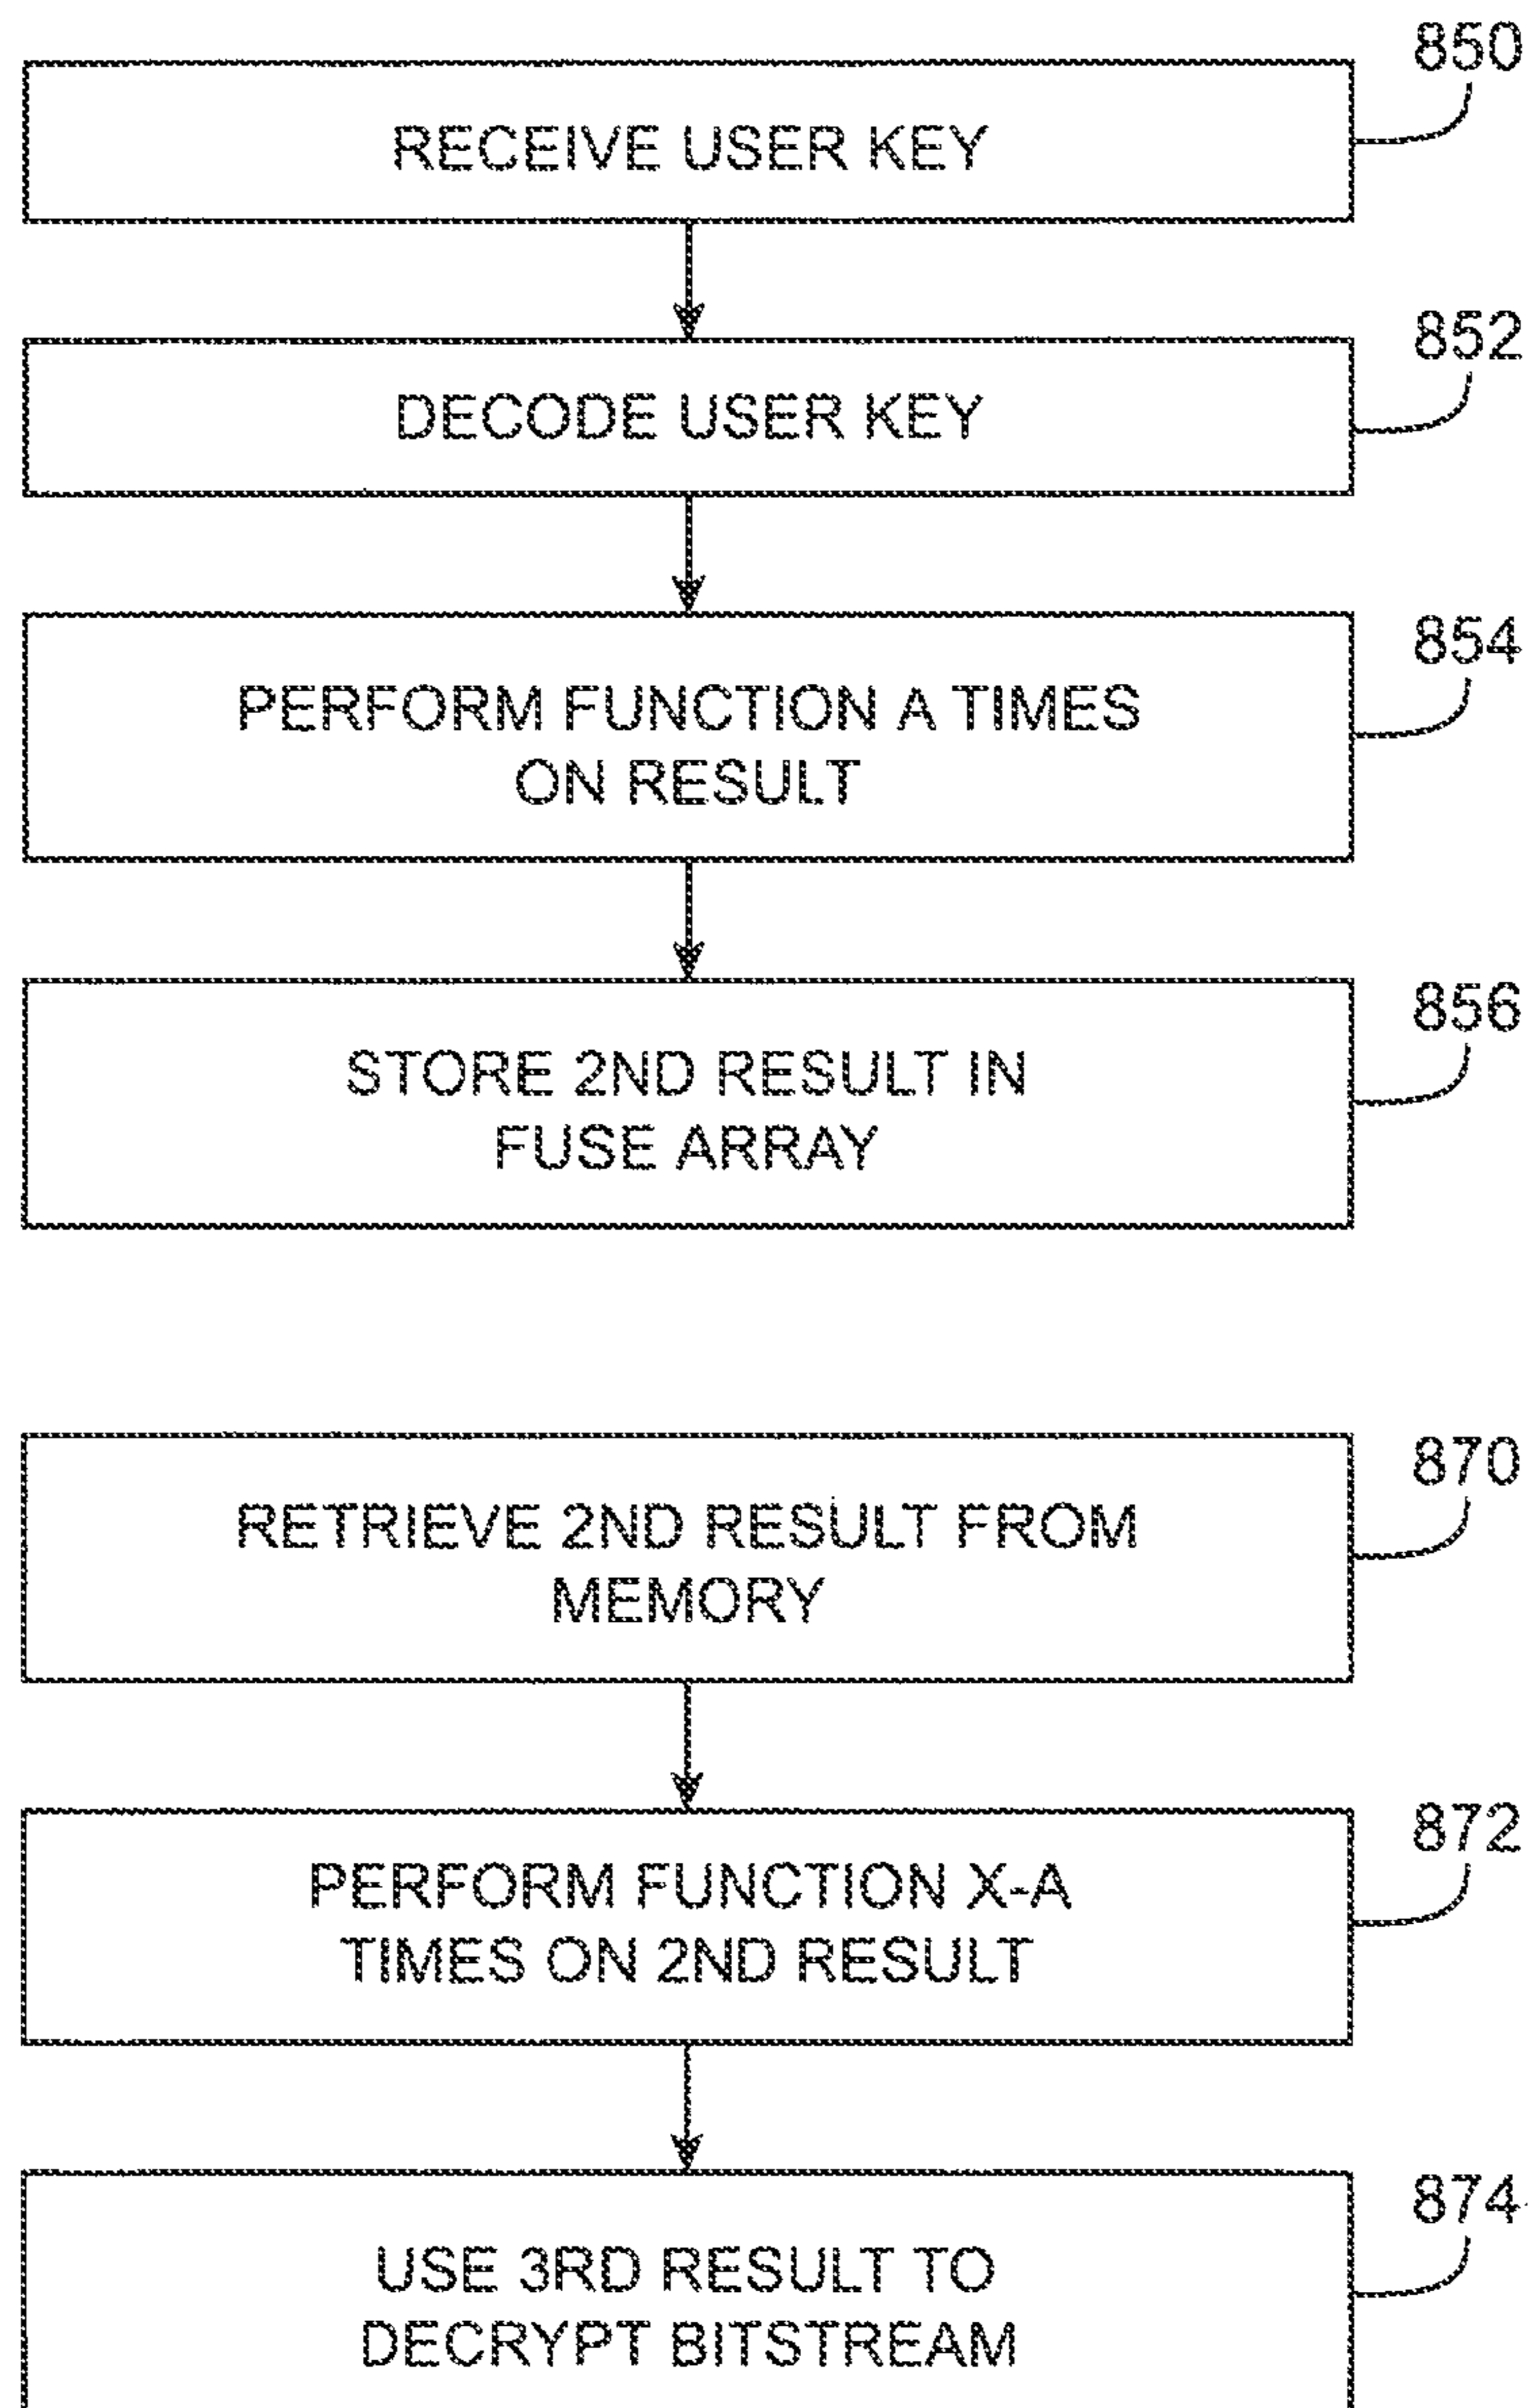 850
RECEIVE USER KEY
852
DECODE USER KEY
854
PERFORM FUNCTION A TIMES
ON RESULT
856
STORE 2ND RESULT IN
FUSE ARRAY
870
RETRIEVE 2ND RESULT FROM
MEMORY
872
PERFORM FUNCTION X-A
TIMES ON 2ND RESULT
874
USE 3RD RESULT TO
DECRYPT BITSTREAM